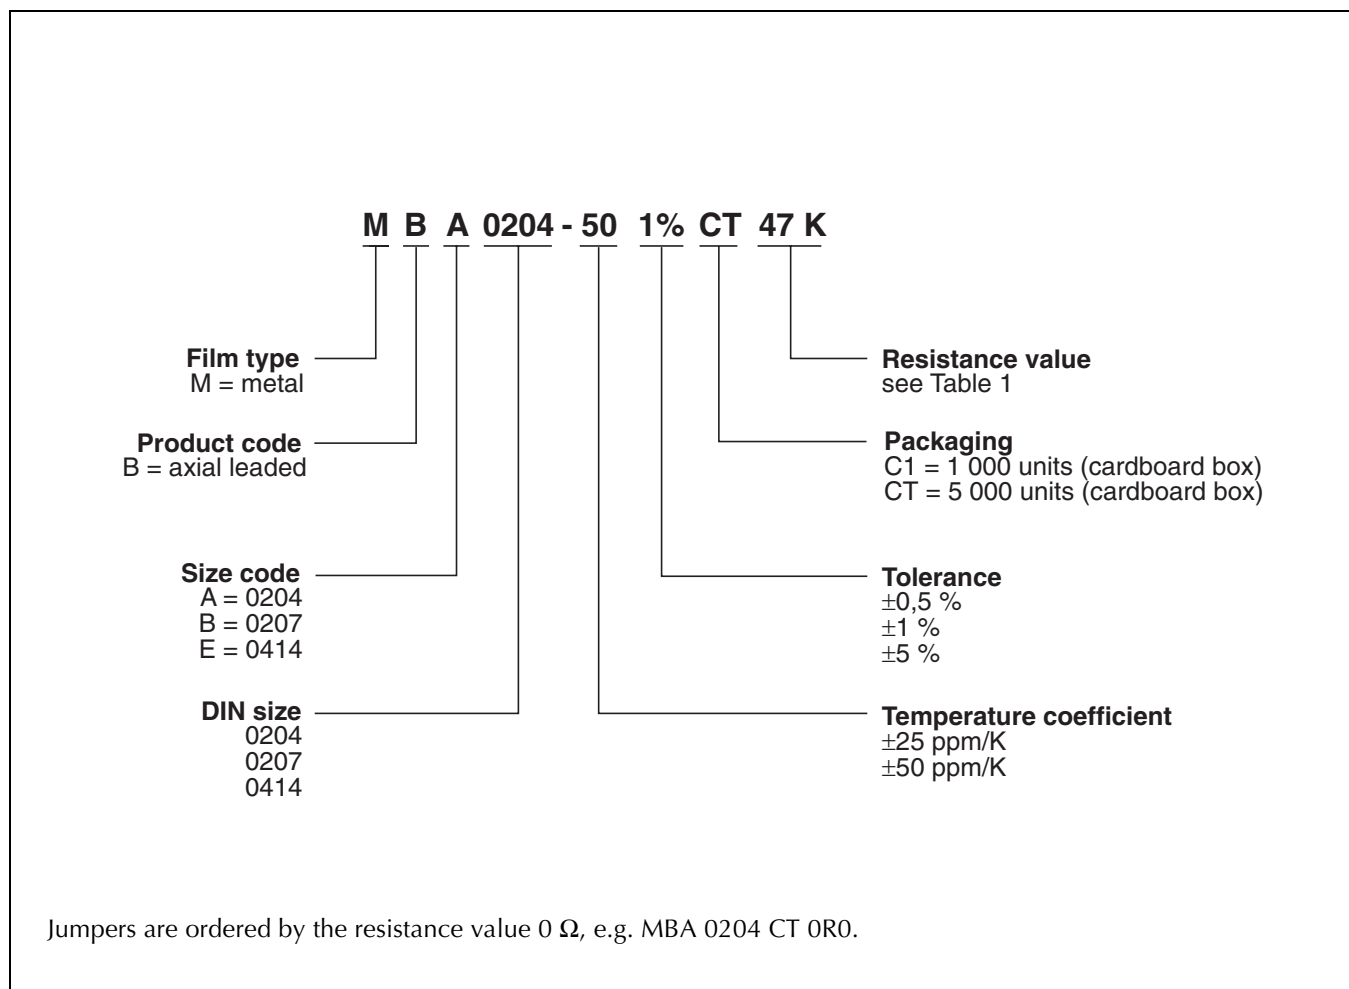 M B A 0204 - 50 1% CT 47 K
Film type
M = metal
Product code
B = axial leaded
Size code
A = 0204
B = 0207
E = 0414
DIN size
0204
0207
0414
Resistance value
see Table 1
Packaging
C1 = 1 000 units (cardboard box)
CT = 5 000 units (cardboard box)
Tolerance
±0,5 %
±1 %
±5 %
Temperature coefficient
±25 ppm/K
±50 ppm/K
Jumpers are ordered by the resistance value 0 Ω, e.g. MBA 0204 CT 0R0.